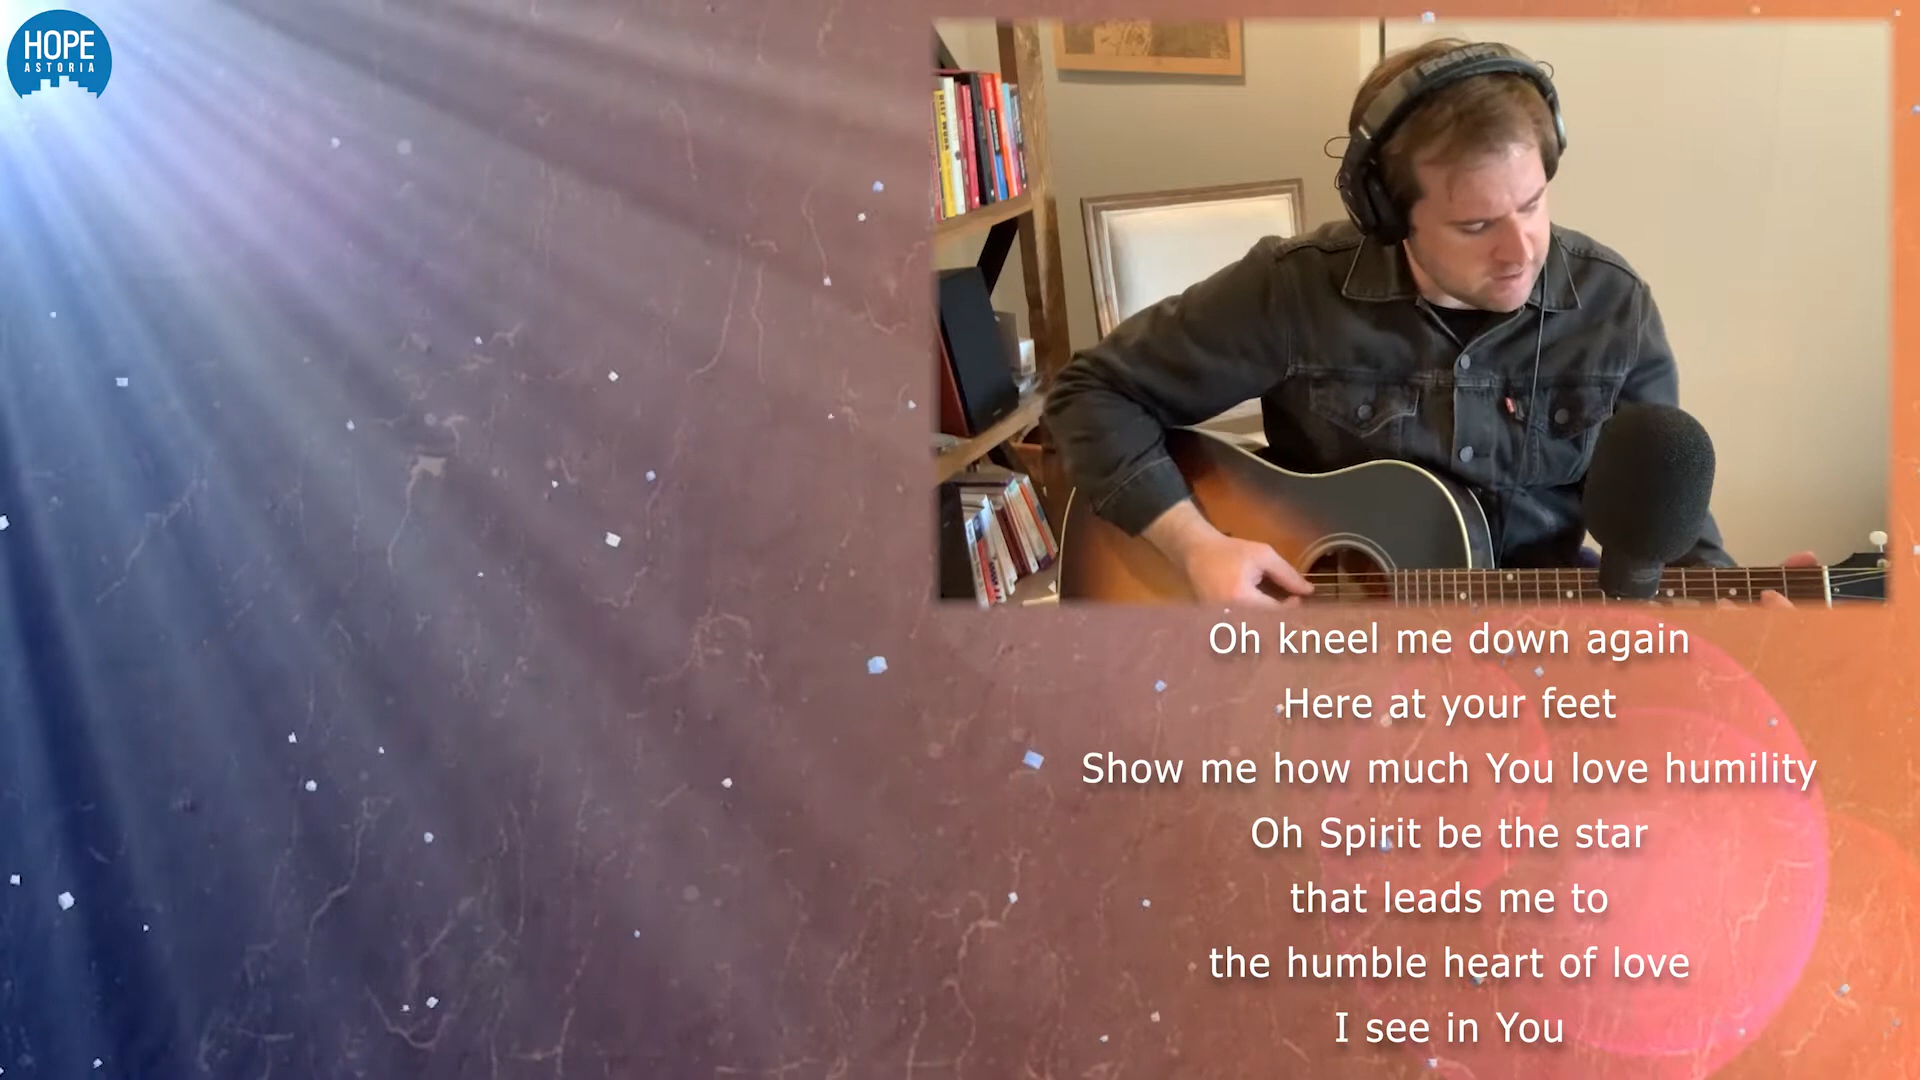 HOPE
ASTORIA
Oh kneel me down again
Here at your feet
Show me how much You love humility
Oh Spirit be the star
that leads me to
the humble heart of love
I see in You